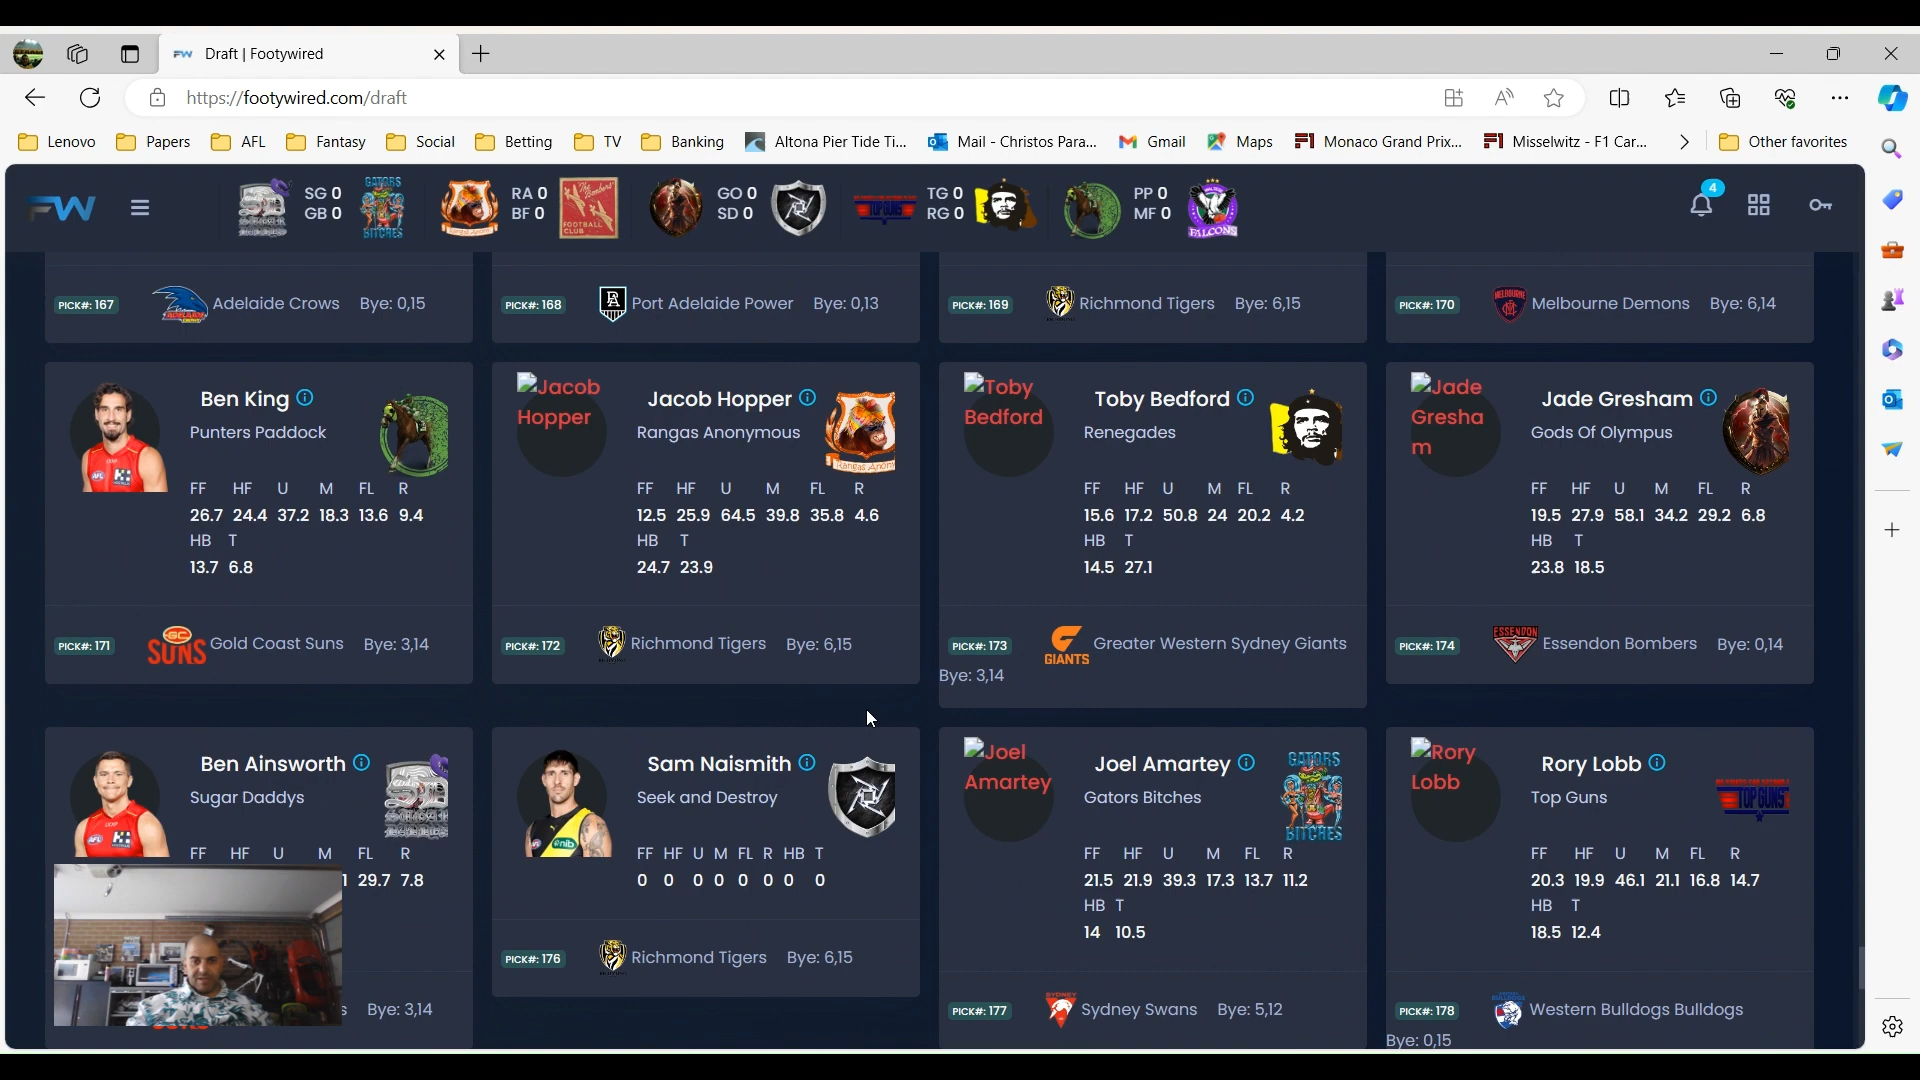 Draft | Footywired
https://footywired.com/draft
Lenovo Papers AFL Fantasy Social Betting TV Banking Altona Pier Tide Ti... Mail - Christos Para... Gmail Maps Monaco Grand Prix... Misselwitz - F1 Car... Other favorites
FW SG 0 RA 0 GO 0 TG 0 PP 0 4
GB 0 BF 0 SD 0 RG 0 MF 0
PICK#: 167 Adelaide Crows Bye: 0,15
PICK#: 168 Port Adelaide Power Bye: 0,13
PICK#: 169 Richmond Tigers Bye: 6,15
PICK#: 170 Melbourne Demons Bye: 6,14
Ben King
Punters Paddock
FF HF U M FL R
26.7 24.4 37.2 18.3 13.6 9.4
HB T
13.7 6.8
PICK#: 171 Gold Coast Suns Bye: 3,14
Jacob Hopper
Jacob Hopper
Rangas Anonymous
FF HF U M FL R
12.5 25.9 64.5 39.8 35.8 4.6
HB T
24.7 23.9
PICK#: 172 Richmond Tigers Bye: 6,15
Toby Bedford
Toby Bedford
Renegades
FF HF U M FL R
15.6 17.2 50.8 24 20.2 4.2
HB T
14.5 27.1
PICK#: 173 GIANTS Greater Western Sydney Giants
Bye: 3,14
Jade Gresham
Jade Gresham
Gods Of Olympus
FF HF U M FL R
19.5 27.9 58.1 34.2 29.2 6.8
HB T
23.8 18.5
PICK#: 174 ESSENDON Essendon Bombers Bye: 0,14
Ben Ainsworth
Sugar Daddys
FF HF U M FL R
29.7 7.8
Bye: 3,14
Sam Naismith
Seek and Destroy
FF HF U M FL R HB T
0 0 0 0 0 0 0 0
PICK#: 176 Richmond Tigers Bye: 6,15
Joel Amartey
Joel Amartey
GATORS BITCHES
Gators Bitches
FF HF U M FL R
21.5 21.9 39.3 17.3 13.7 11.2
HB T
14 10.5
PICK#: 177 Sydney Swans Bye: 5,12
Rory Lobb
Rory Lobb
TOP GUNS
Top Guns
FF HF U M FL R
20.3 19.9 46.1 21.1 16.8 14.7
HB T
18.5 12.4
PICK#: 178 Western Bulldogs Bulldogs
Bye: 0,15